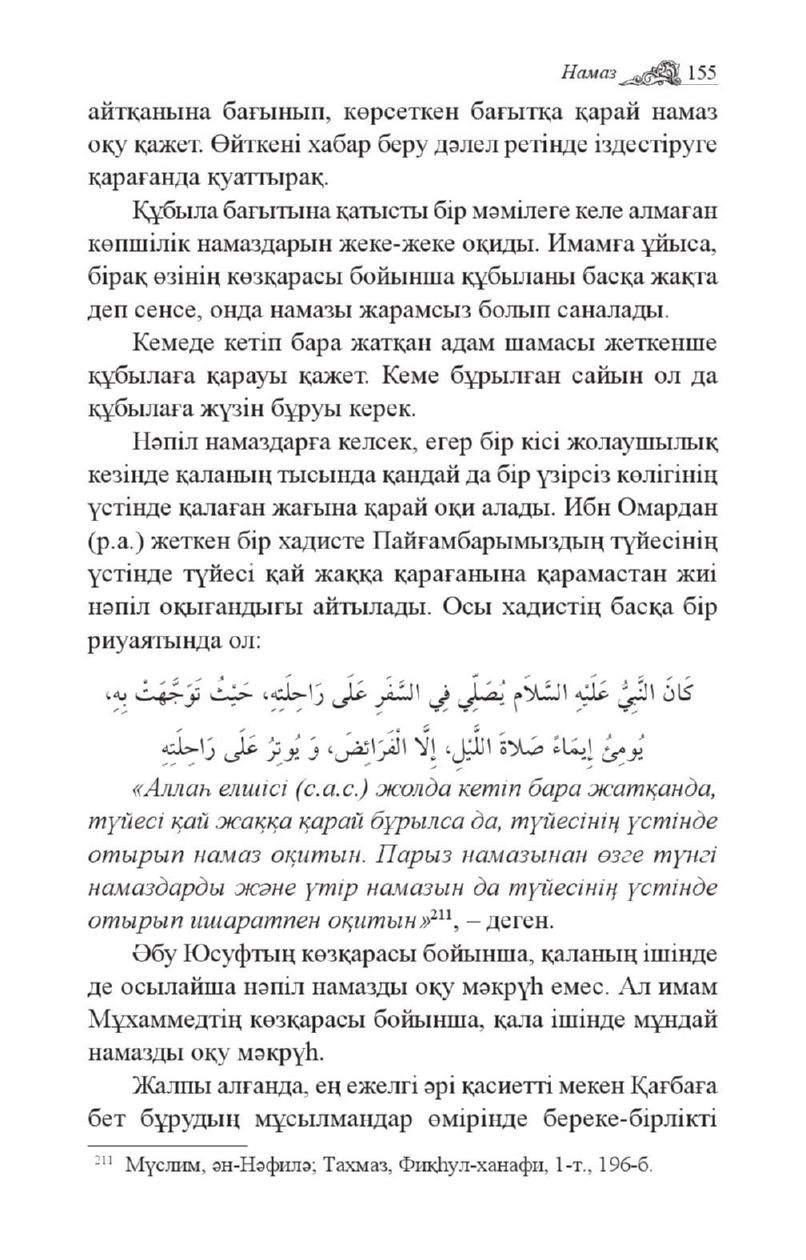 Намаз 155
айтқанына бағынып, көрсеткен бағытқа қарай намаз
оқу қажет. Өйткені хабар беру дәлел ретінде іздестіруге
қарағанда қуаттырақ.
Құбыла бағытына қатысты бір мәмілеге келе алмаған
көпшілік намаздарын жеке-жеке оқиды. Имамға ұйыса,
бірақ өзінің көзқарасы бойынша құбыланы басқа жақта
деп сенсе, онда намазы жарамсыз болып саналады.
Кемеде кетіп бара жатқан адам шамасы жеткенше
құбылаға қарауы қажет. Кеме бұрылған сайын ол да
құбылаға жүзін бұруы керек.
Нәпіл намаздарға келсек, егер бір кісі жолаушылық
кезінде қаланың тысында қандай да бір үзірсіз көлігінің
үстінде қалаған жағына қарай оқи алады. Ибн Омардан
(р.а.) жеткен бір хадисте Пайғамбарымыздың түйесінің
үстінде түйесі қай жаққа қарағанына қарамастан жиі
нәпіл оқығандығы айтылады. Осы хадистің басқа бір
риуаятында ол:
كَانَ النَّبِيُّ عَلَيْهِ السَّلاَم يُصَلِّي فِي السَّفَرِ عَلَى رَاحِلَتِهِ، حَيْثُ تَوَجَّهَتْ بِهِ،
يُومِئُ إِيمَاءً صَلاةَ اللَّيْلِ، إِلَّا الْفَرَائِضَ، وَ يُوتِرُ عَلَى رَاحِلَتِهِ
«Аллаһ елшісі (с.а.с.) жолда кетіп бара жатқанда,
түйесі қай жаққа қарай бұрылса да, түйесінің үстінде
отырып намаз оқитын. Парыз намазынан өзге түнгі
намаздарды және үтір намазын да түйесінің үстінде
отырып ишаратпен оқитын»²¹¹, – деген.
Әбу Юсуфтың көзқарасы бойынша, қаланың ішінде
де осылайша нәпіл намазды оқу мәкрүһ емес. Ал имам
Мұхаммедтің көзқарасы бойынша, қала ішінде мұндай
намазды оқу мәкрүһ.
Жалпы алғанда, ең ежелгі әрі қасиетті мекен Қағбаға
бет бұрудың мұсылмандар өмірінде береке-бірлікті
²¹¹ Мүслим, ән-Нәфилә; Тахмаз, Фиқһул-ханафи, 1-т., 196-б.